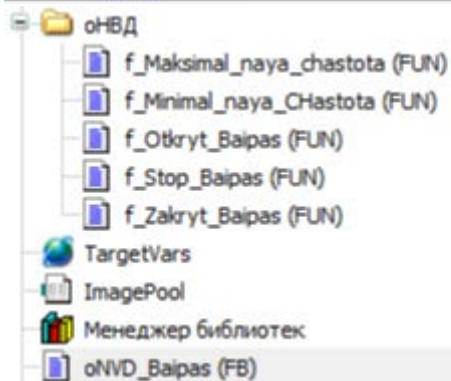 оНВД
f_Maksimal_naya_chastota (FUN)
f_Minimal_naya_CHastota (FUN)
f_Otkryt_Baipas (FUN)
f_Stop_Baipas (FUN)
f_Zakryt_Baipas (FUN)
TargetVars
ImagePool
Менеджер библиотек
oNVD_Baipas (FB)